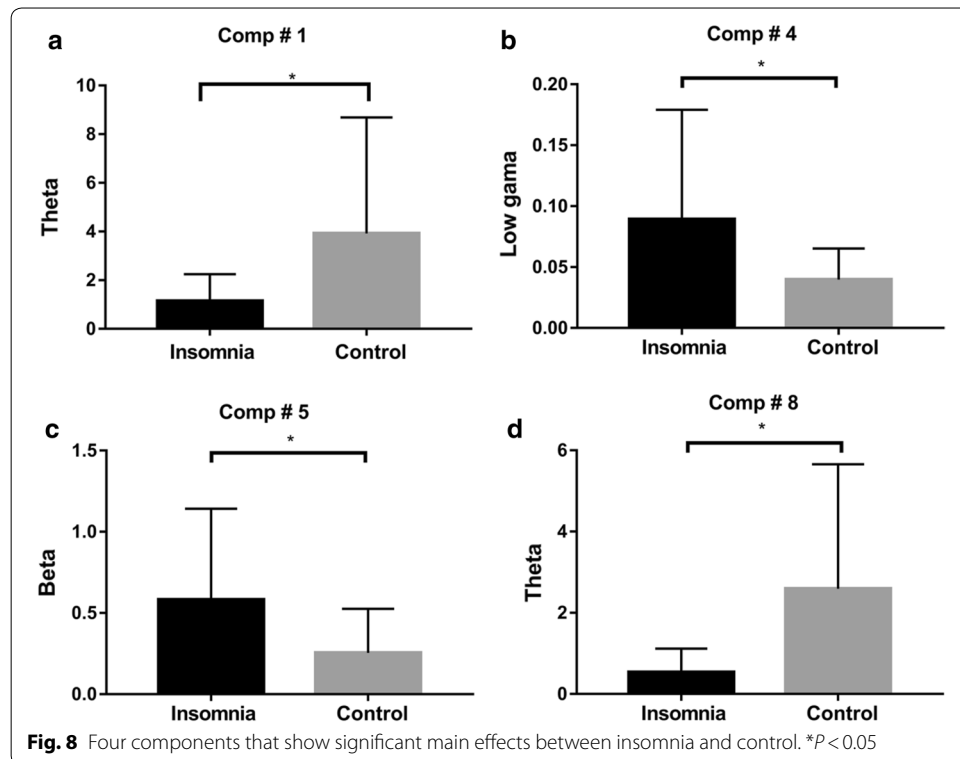 a
Comp # 1
*
10
8
6
4
2
0
Theta
Insomnia Control
b
Comp # 4
*
0.20
0.15
0.10
0.05
0.00
Low gama
Insomnia Control
c
Comp # 5
*
1.5
1.0
0.5
0.0
Beta
Insomnia Control
d
Comp # 8
*
6
4
2
0
Theta
Insomnia Control
Fig. 8 Four components that show significant main effects between insomnia and control. *P < 0.05